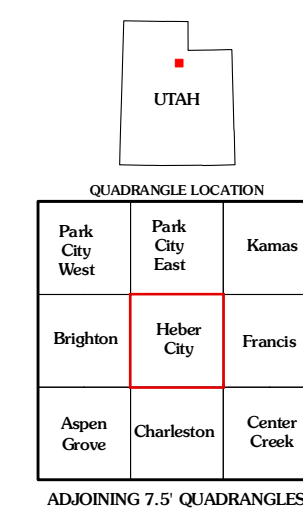 UTAH
QUADRANGLE LOCATION
Park
City
West
Park
City
East
Kamas
Brighton
Heber
City
Francis
Aspen
Grove
Charleston
Center
Creek
ADJOINING 7.5' QUADRANGLES